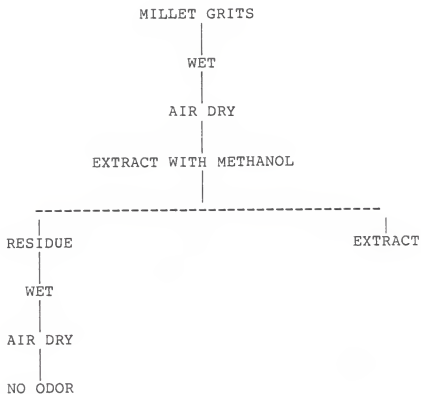 MILLET GRITS
WET
AIR DRY
EXTRACT WITH METHANOL
RESIDUE EXTRACT
WET
AIR DRY
NO ODOR